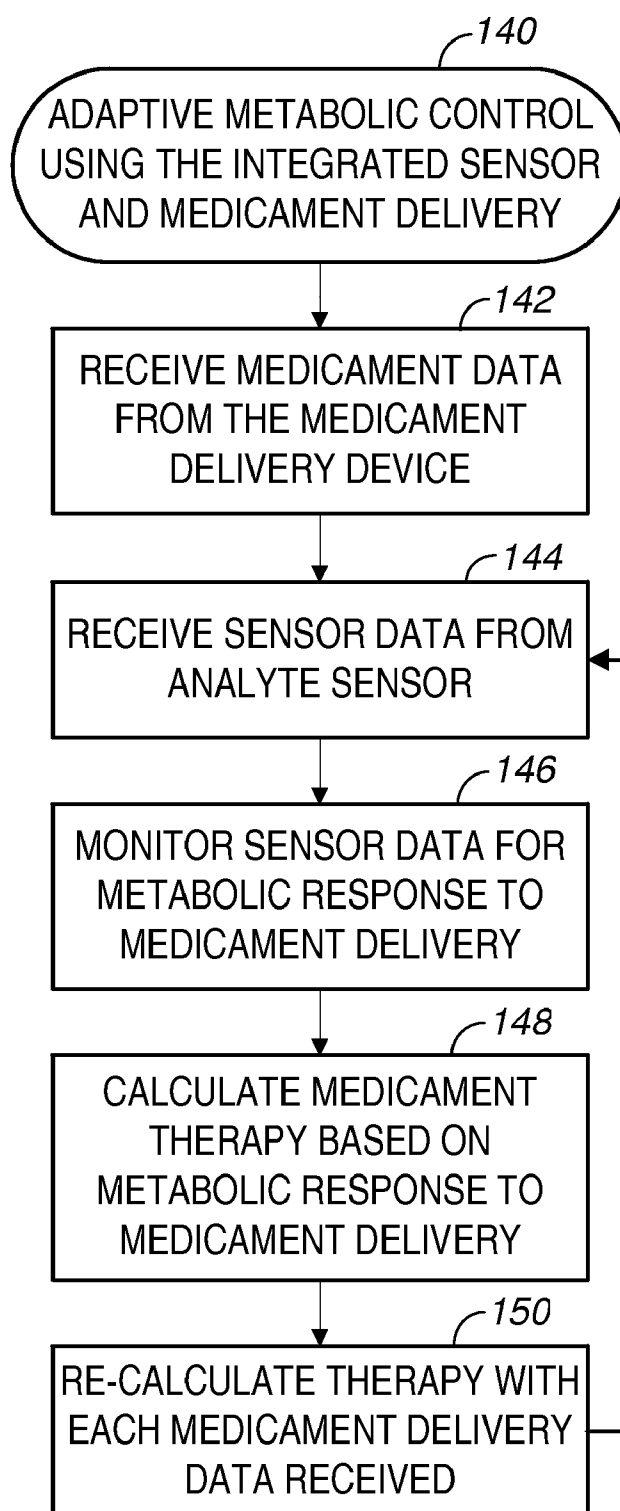 140
ADAPTIVE METABOLIC CONTROL
USING THE INTEGRATED SENSOR
AND MEDICAMENT DELIVERY
142
RECEIVE MEDICAMENT DATA
FROM THE MEDICAMENT
DELIVERY DEVICE
144
RECEIVE SENSOR DATA FROM
ANALYTE SENSOR
146
MONITOR SENSOR DATA FOR
METABOLIC RESPONSE TO
MEDICAMENT DELIVERY
148
CALCULATE MEDICAMENT
THERAPY BASED ON
METABOLIC RESPONSE TO
MEDICAMENT DELIVERY
150
RE-CALCULATE THERAPY WITH
EACH MEDICAMENT DELIVERY
DATA RECEIVED